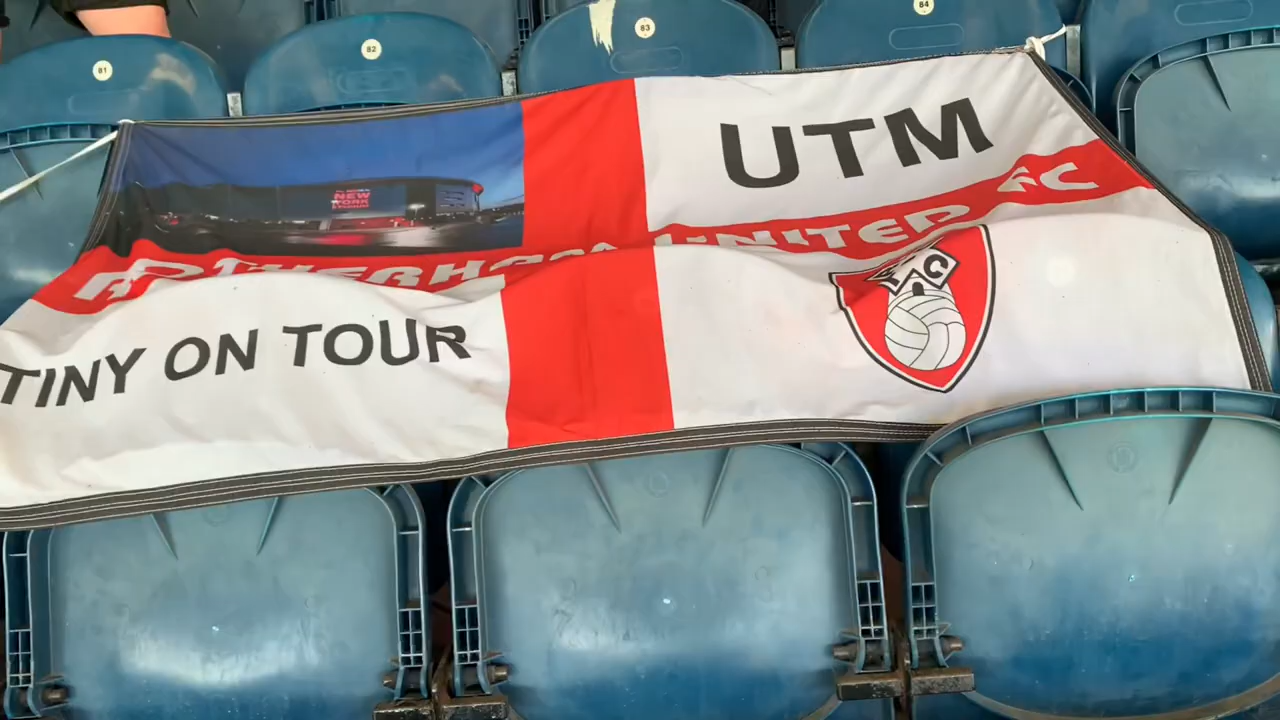 81
82
83
84
UTM
NEW
YORK
ROTHERHAM UNITED FC
TINY ON TOUR